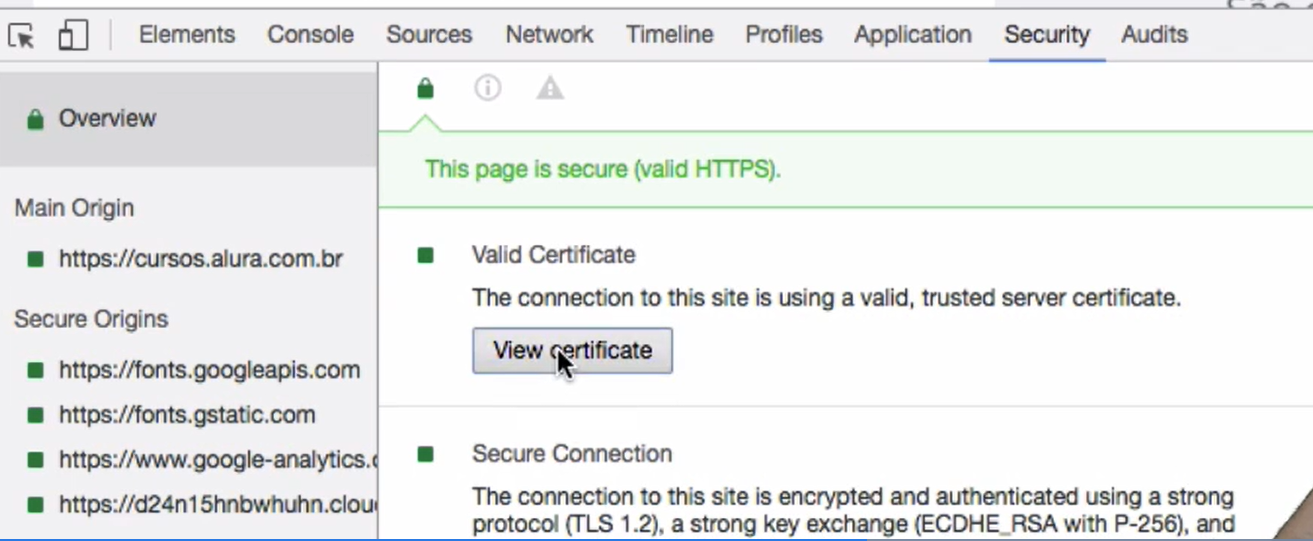 Elements Console Sources Network Timeline Profiles Application Security Audits
Overview
Main Origin
https://cursos.alura.com.br
Secure Origins
https://fonts.googleapis.com
https://fonts.gstatic.com
https://www.google-analytics.c
https://d24n15hnbwhuhn.clou
This page is secure (valid HTTPS).
Valid Certificate
The connection to this site is using a valid, trusted server certificate.
View certificate
Secure Connection
The connection to this site is encrypted and authenticated using a strong
protocol (TLS 1.2), a strong key exchange (ECDHE_RSA with P-256), and